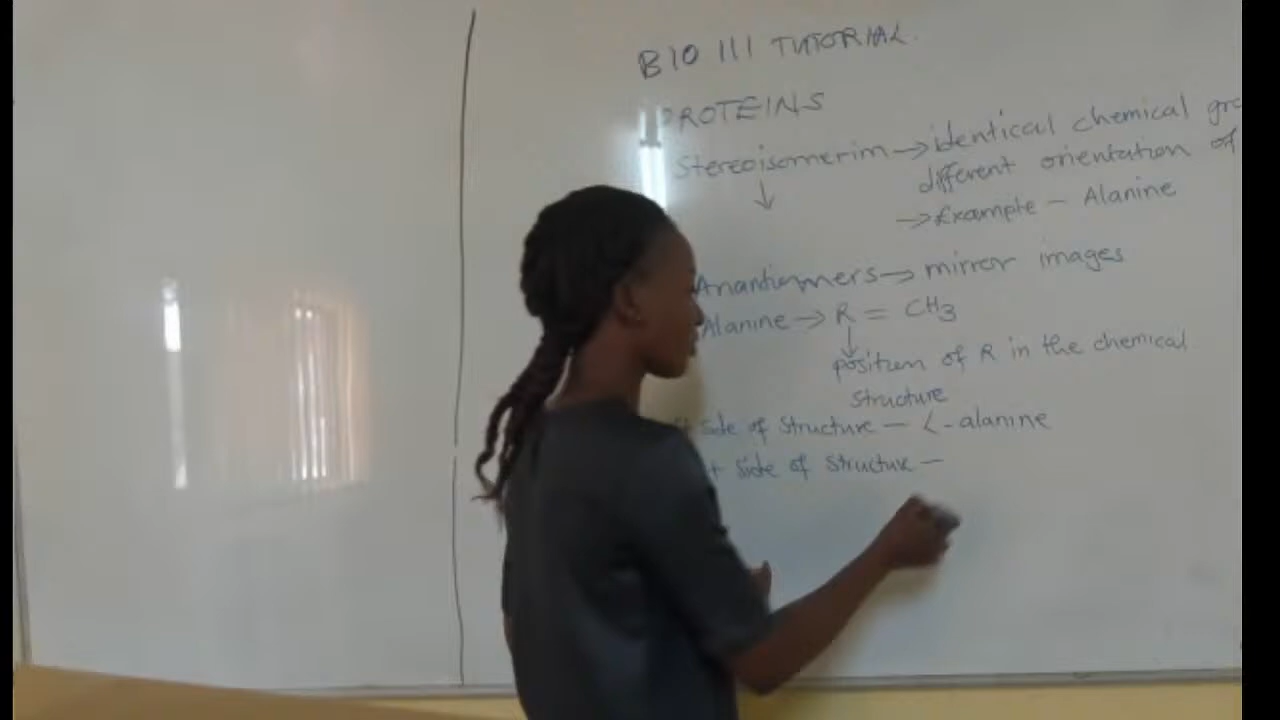 BIO 111 TUTORIAL.
PROTEINS
Stereoisomerim → identical chemical
different orientation of
↓
→ Example - Alanine
Anantiomers → mirror images
Alanine → R = CH3
↓
position of R in the chemical
structure
side of structure - L-alanine
side of structure -